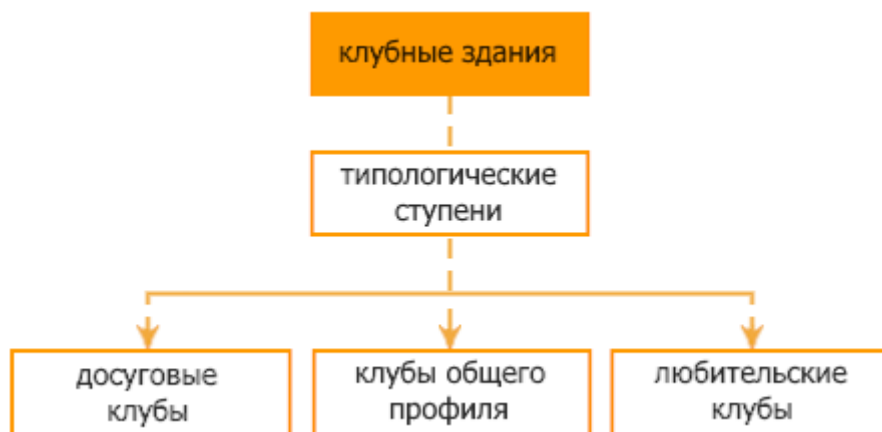 клубные здания
типологические
ступени
досуговые
клубы
клубы общего
профиля
любительские
клубы